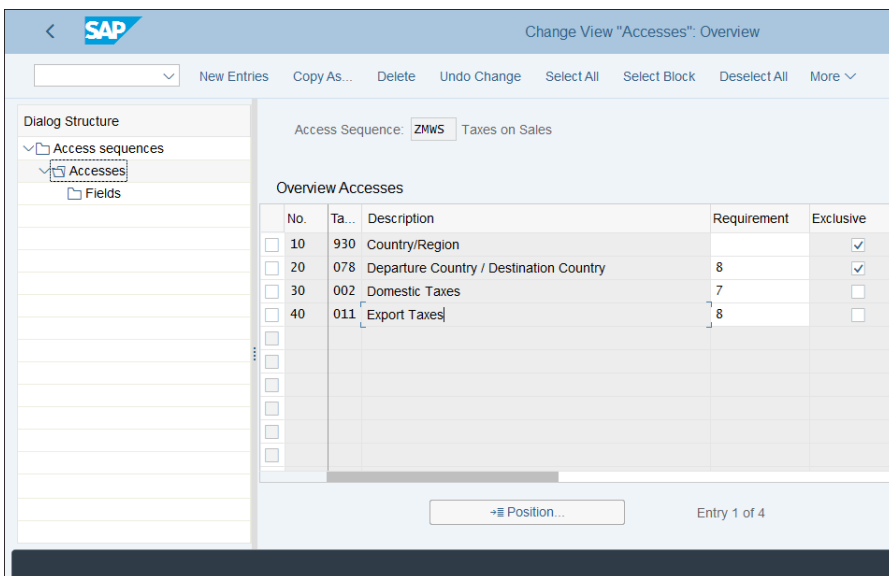 SAP Change View "Accesses": Overview
New Entries Copy As... Delete Undo Change Select All Select Block Deselect All More
Dialog Structure
Access sequences
Accesses
Fields
Access Sequence: ZMWS Taxes on Sales
Overview Accesses
No. Ta... Description Requirement Exclusive
10 930 Country/Region
20 078 Departure Country / Destination Country 8
30 002 Domestic Taxes 7
40 011 Export Taxes 8
Position... Entry 1 of 4